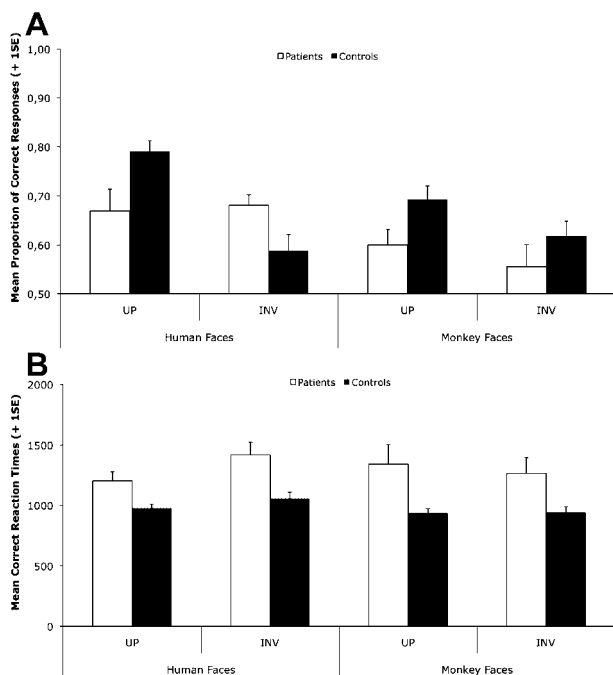 A
Mean Proportion of Correct Responses (+ 1SE)
Patients Controls
1,00
0,90
0,80
0,70
0,60
0,50
UP INV UP INV
Human Faces Monkey Faces
B
Mean Correct Reaction Times (+ 1SE)
Patients Controls
2000
1500
1000
500
0
UP INV UP INV
Human Faces Monkey Faces